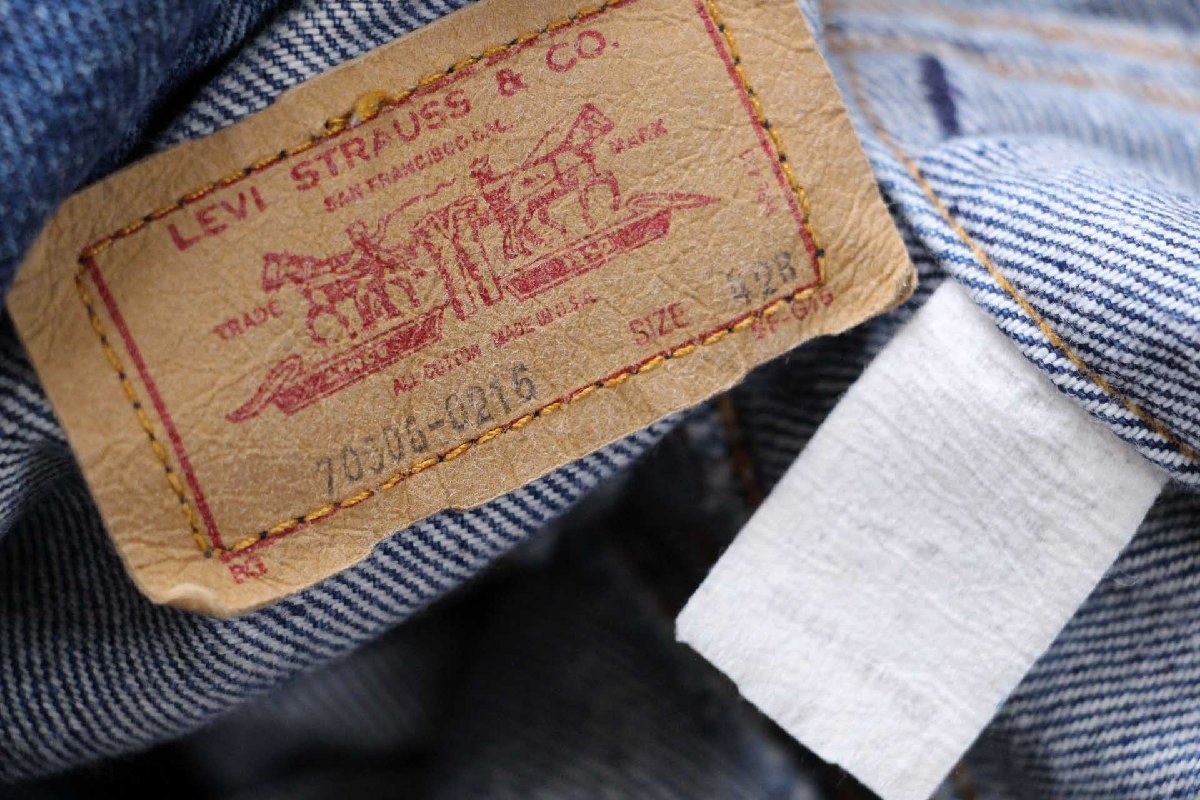 LEVI STRAUSS & CO.
SAN FRANCISCO CAL.
TRADE MARK
ALL COTTON MADE IN U.S.A.
SIZE 42R
70506-0216